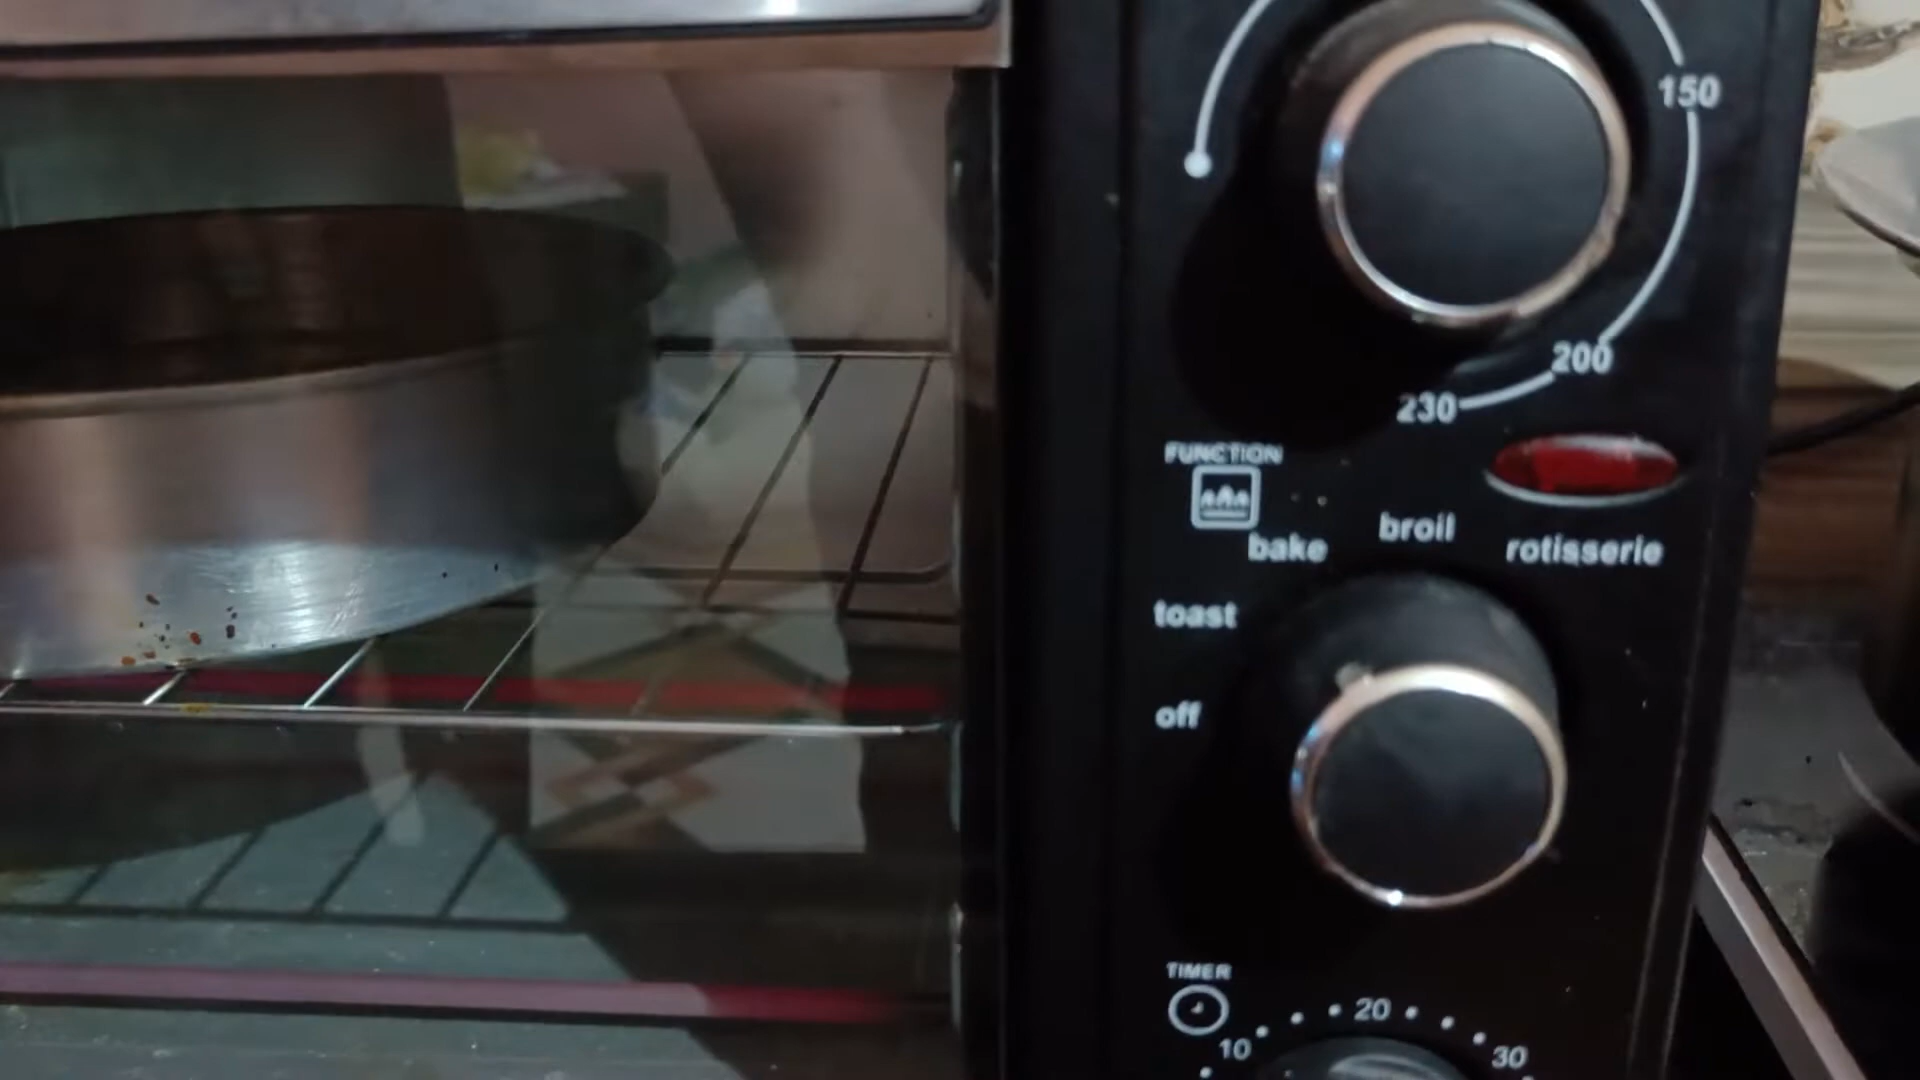 150
200
230
FUNCTION
broil
bake
rotisserie
toast
off
TIMER
20
10
30